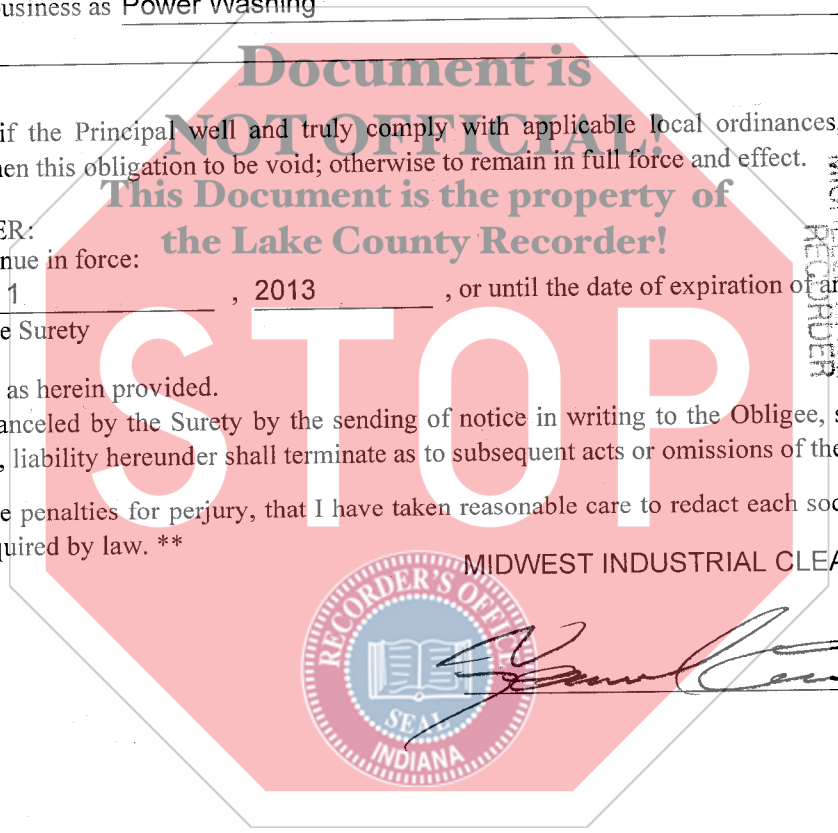 usiness as Power Washing
Document is
if the Principal well and truly comply with applicable local ordinances,
NOT OFFICIAL!
en this obligation to be void; otherwise to remain in full force and effect.
This Document is the property of
ER:
the Lake County Recorder!
nue in force:
1 , 2013 , or until the date of expiration of an
RECORDER
e Surety
STOP
as herein provided.
anceled by the Surety by the sending of notice in writing to the Obligee, s
, liability hereunder shall terminate as to subsequent acts or omissions of the
e penalties for perjury, that I have taken reasonable care to redact each soc
quired by law. **
MIDWEST INDUSTRIAL CLEA
RECORDER'S OFFICE
SEAL
INDIANA